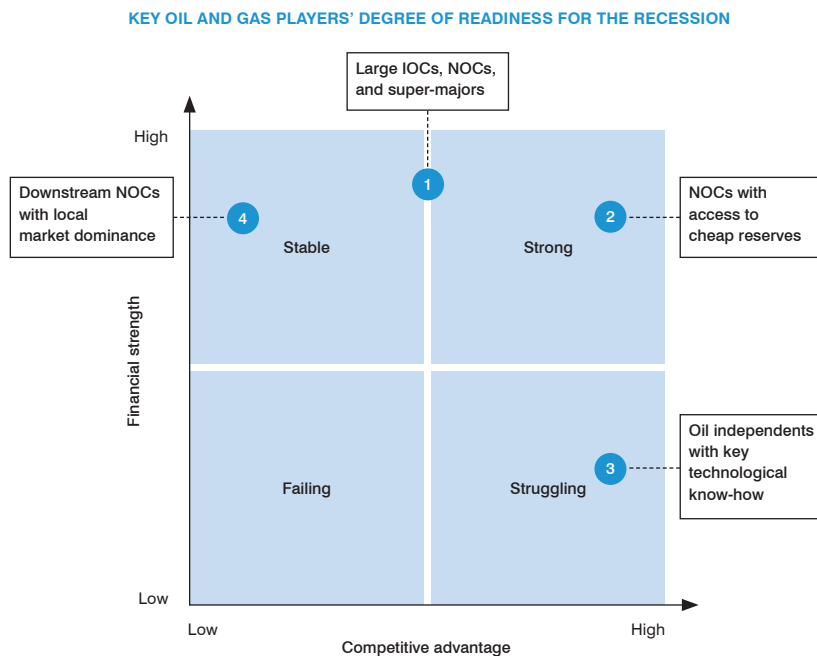 KEY OIL AND GAS PLAYERS' DEGREE OF READINESS FOR THE RECESSION
Large IOCs, NOCs,
and super-majors
High
1
Downstream NOCs
with local
market dominance
4
2
NOCs with
access to
cheap reserves
Stable
Strong
Financial strength
Oil independents
with key
technological
know-how
3
Failing
Struggling
Low
Low
High
Competitive advantage